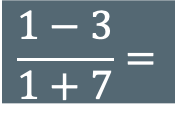 1 − 3
1 + 7 =